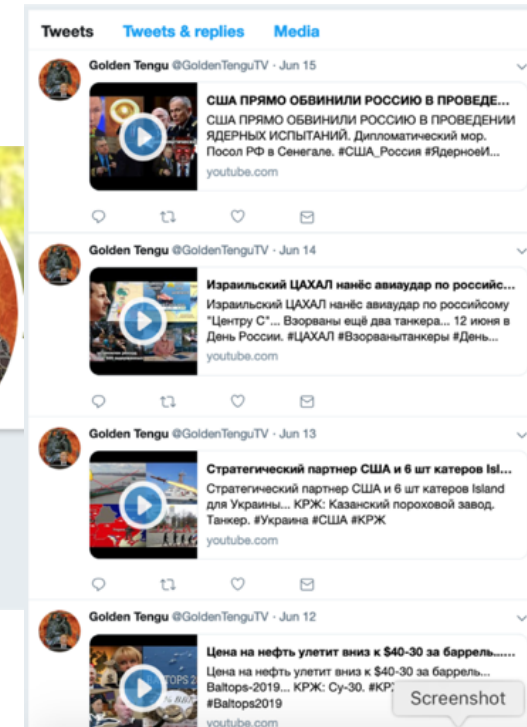 Tweets Tweets & replies Media
Golden Tengu @GoldenTenguTV · Jun 15
США ПРЯМО ОБВИНИЛИ РОССИЮ В ПРОВЕДЕ...
США ПРЯМО ОБВИНИЛИ РОССИЮ В ПРОВЕДЕНИИ
ЯДЕРНЫХ ИСПЫТАНИЙ. Дипломатический мор.
Посол РФ в Сенегале. #США_Россия #ЯдерноеИ...
youtube.com
Golden Tengu @GoldenTenguTV · Jun 14
Израильский ЦАХАЛ нанёс авиаудар по российс...
Израильский ЦАХАЛ нанёс авиаудар по российсому
"Центру С"... Взорваны ещё два танкера... 12 июня в
День России. #ЦАХАЛ #Взорванытанкеры #День...
youtube.com
Golden Tengu @GoldenTenguTV · Jun 13
Стратегический партнер США и 6 шт катеров Isl...
Стратегический партнер США и 6 шт катеров Island
для Украины... КРЖ: Казанский пороховой завод.
Танкер. #Украина #США #КРЖ
youtube.com
Golden Tengu @GoldenTenguTV · Jun 12
Цена на нефть улетит вниз к $40-30 за баррель......
Цена на нефть улетит вниз к $40-30 за баррель...
Baltops-2019... КРЖ: Су-30. #КР
#Baltops2019
youtube.com
Screenshot